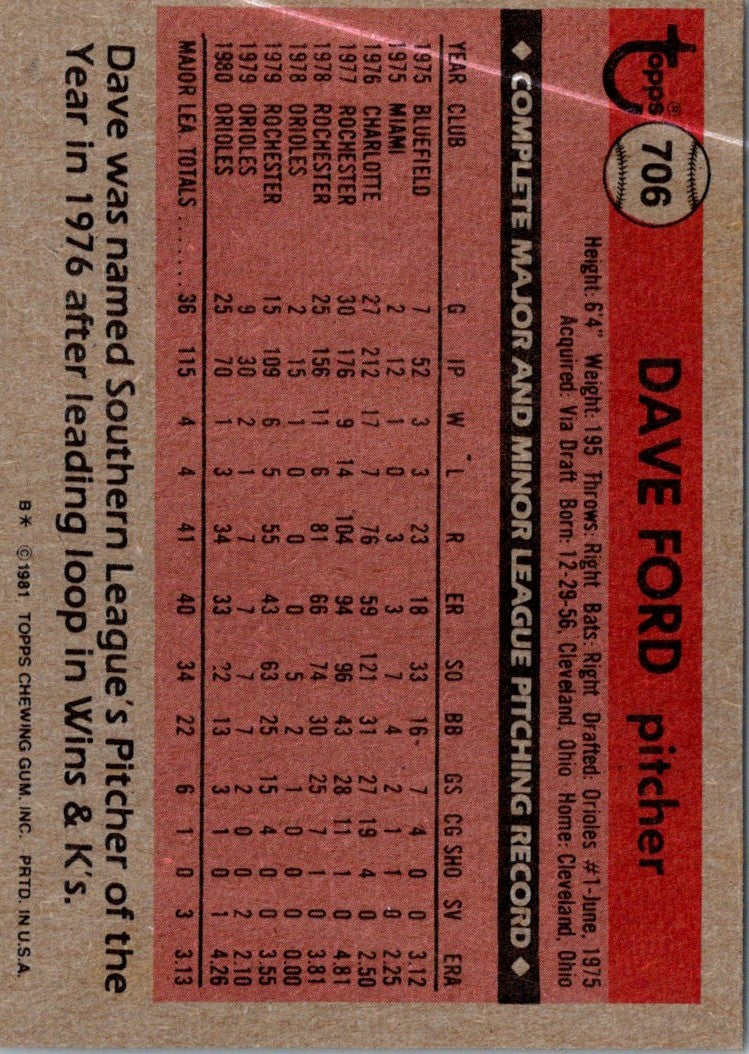 topps®
706
DAVE FORD pitcher
Height: 6'4" Weight: 195 Throws: Right Bats: Right Drafted: Orioles #1-June, 1975
Acquired: Via Draft Born: 12-29-56, Cleveland, Ohio Home: Cleveland, Ohio
◆ COMPLETE MAJOR AND MINOR LEAGUE PITCHING RECORD ◆
YEAR CLUB G IP W L R ER SO BB GS CG SHO SV ERA
1975 BLUEFIELD 7 52 3 3 23 18 33 16 7 4 0 0 3.12
1975 MIAMI 2 12 1 0 3 3 7 4 2 1 1 0 2.25
1976 CHARLOTTE 27 212 17 7 76 59 121 31 27 19 4 0 2.50
1977 ROCHESTER 30 176 9 14 104 94 96 43 28 11 1 0 4.81
1978 ROCHESTER 25 156 11 6 81 66 74 30 25 7 1 0 3.81
1978 ORIOLES 2 15 1 0 0 0 5 2 1 0 0 0 0.00
1979 ROCHESTER 15 109 6 5 55 43 63 25 15 4 0 0 3.55
1979 ORIOLES 9 30 2 1 7 7 7 7 2 0 0 2 2.10
1980 ORIOLES 25 70 1 3 34 33 22 13 3 1 0 1 4.26
MAJOR LEA. TOTALS ....... 36 115 4 4 41 40 34 22 6 1 0 3 3.13
Dave was named Southern League's Pitcher of the
Year in 1976 after leading loop in Wins & K's.
B* ©1981 TOPPS CHEWING GUM, INC. PRTD. IN U.S.A.